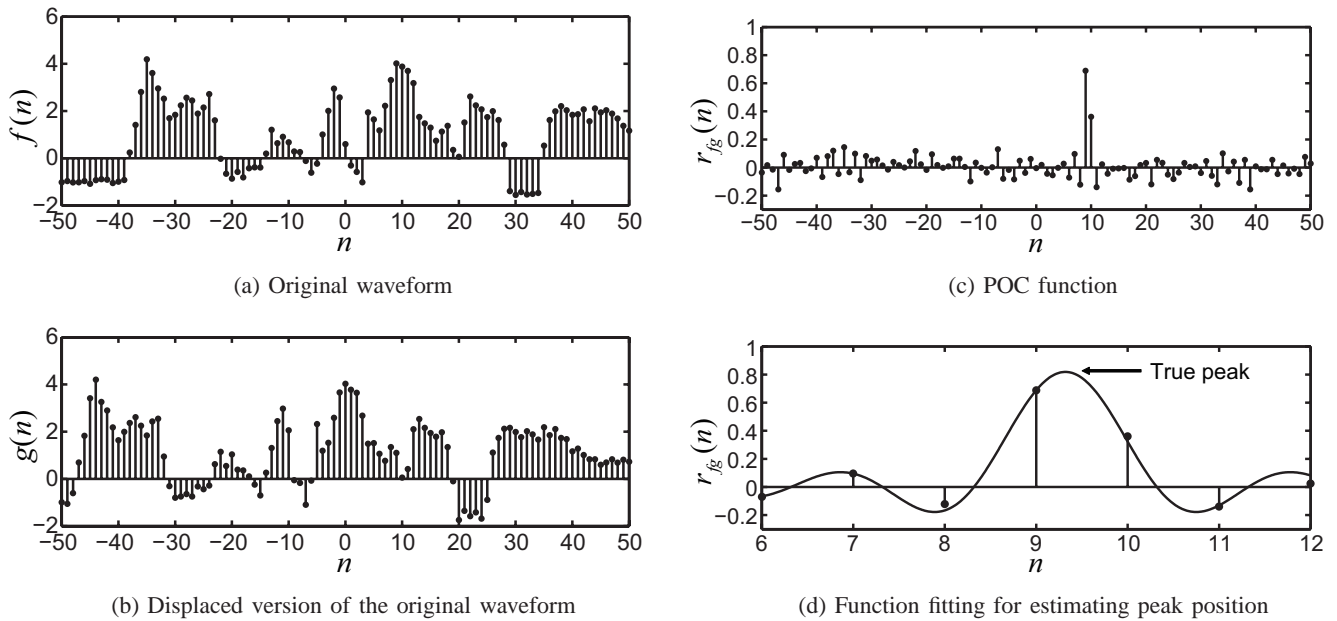 6
4
2
0
−2
f (n)
−50 −40 −30 −20 −10 0 10 20 30 40 50
n
(a) Original waveform
6
4
2
0
−2
g(n)
−50 −40 −30 −20 −10 0 10 20 30 40 50
n
(b) Displaced version of the original waveform
1
0.8
0.6
0.4
0.2
0
−0.2
rfg(n)
−50 −40 −30 −20 −10 0 10 20 30 40 50
n
(c) POC function
1
0.8
0.6
0.4
0.2
0
−0.2
rfg(n)
True peak
6 7 8 9 10 11 12
n
(d) Function fitting for estimating peak position